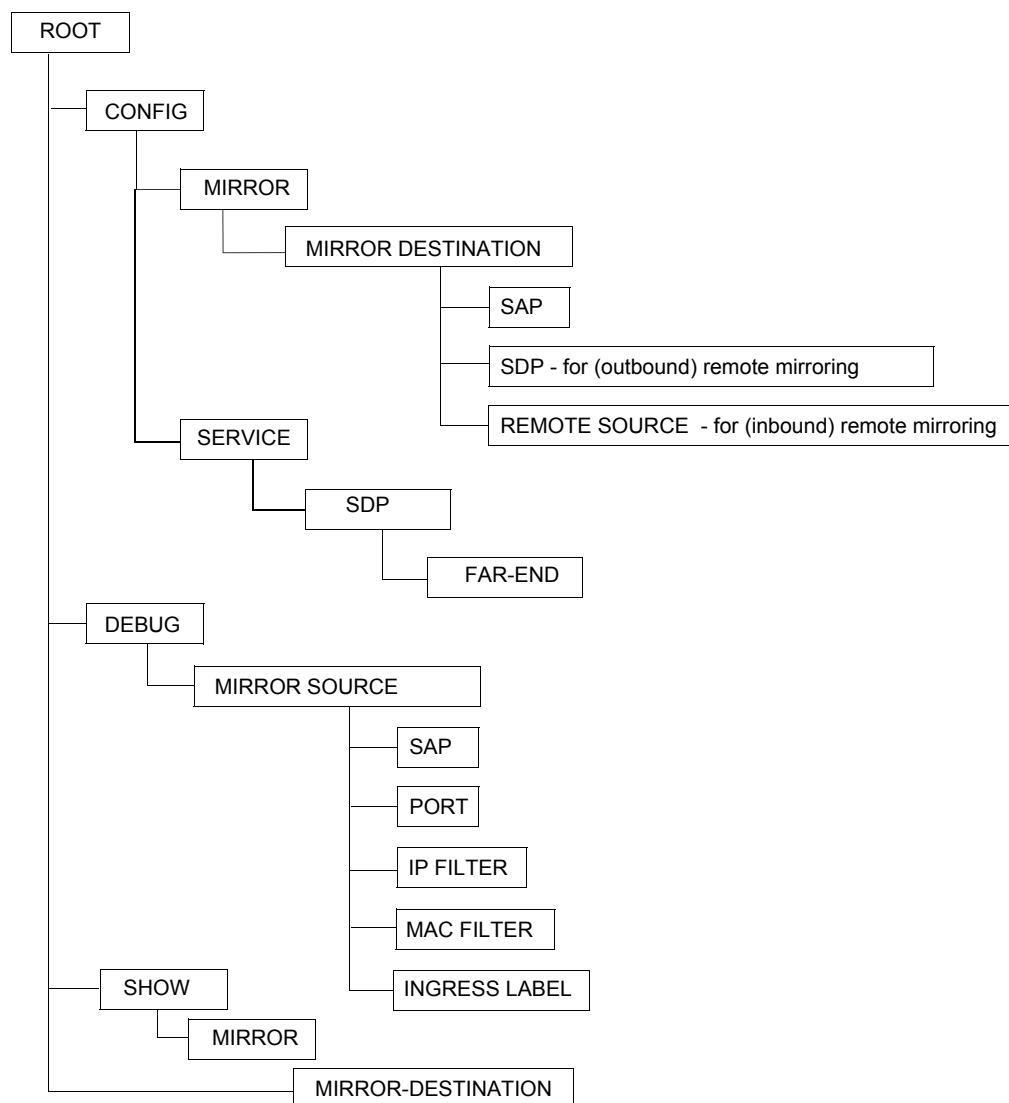 ROOT
CONFIG
MIRROR
MIRROR DESTINATION
SAP
SDP - for (outbound) remote mirroring
REMOTE SOURCE - for (inbound) remote mirroring
SERVICE
SDP
FAR-END
DEBUG
MIRROR SOURCE
SAP
PORT
IP FILTER
MAC FILTER
INGRESS LABEL
SHOW
MIRROR
MIRROR-DESTINATION